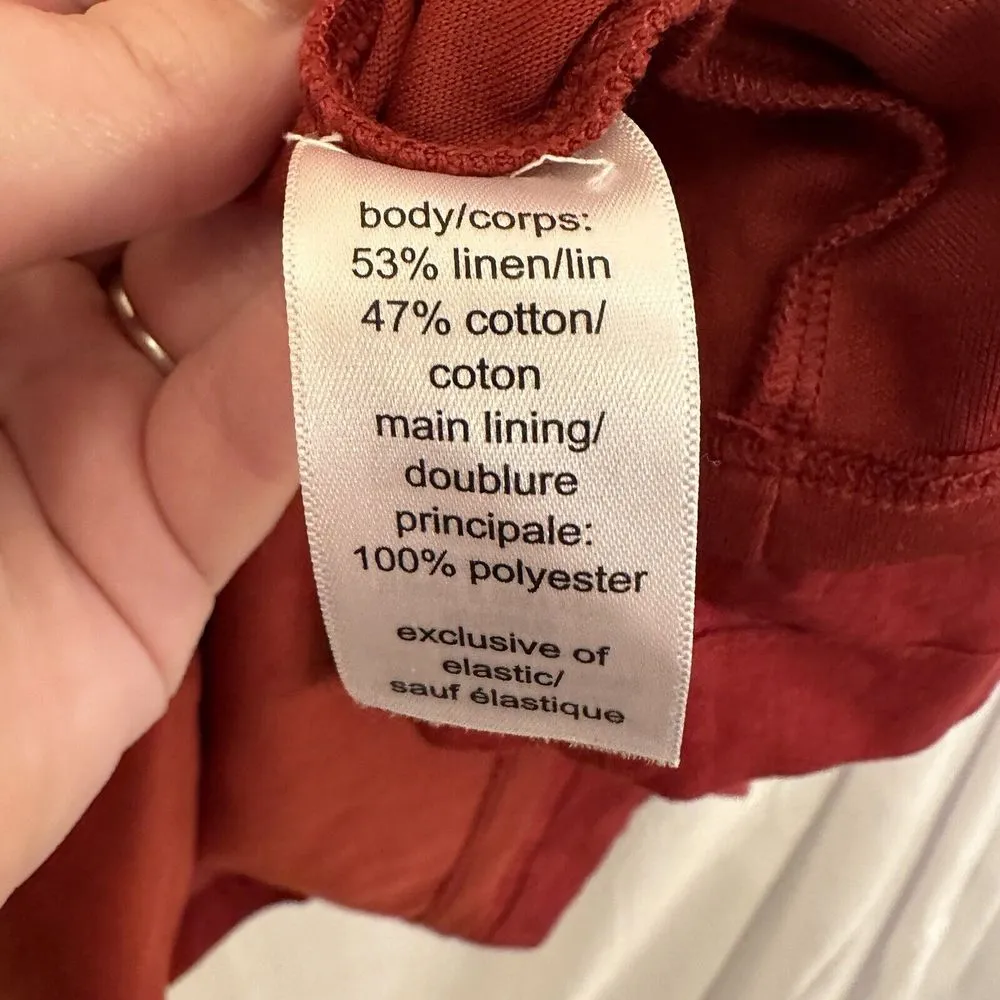 body/corps:
53% linen/lin
47% cotton/
coton
main lining/
doublure
principale:
100% polyester
exclusive of
elastic/
sauf élastique